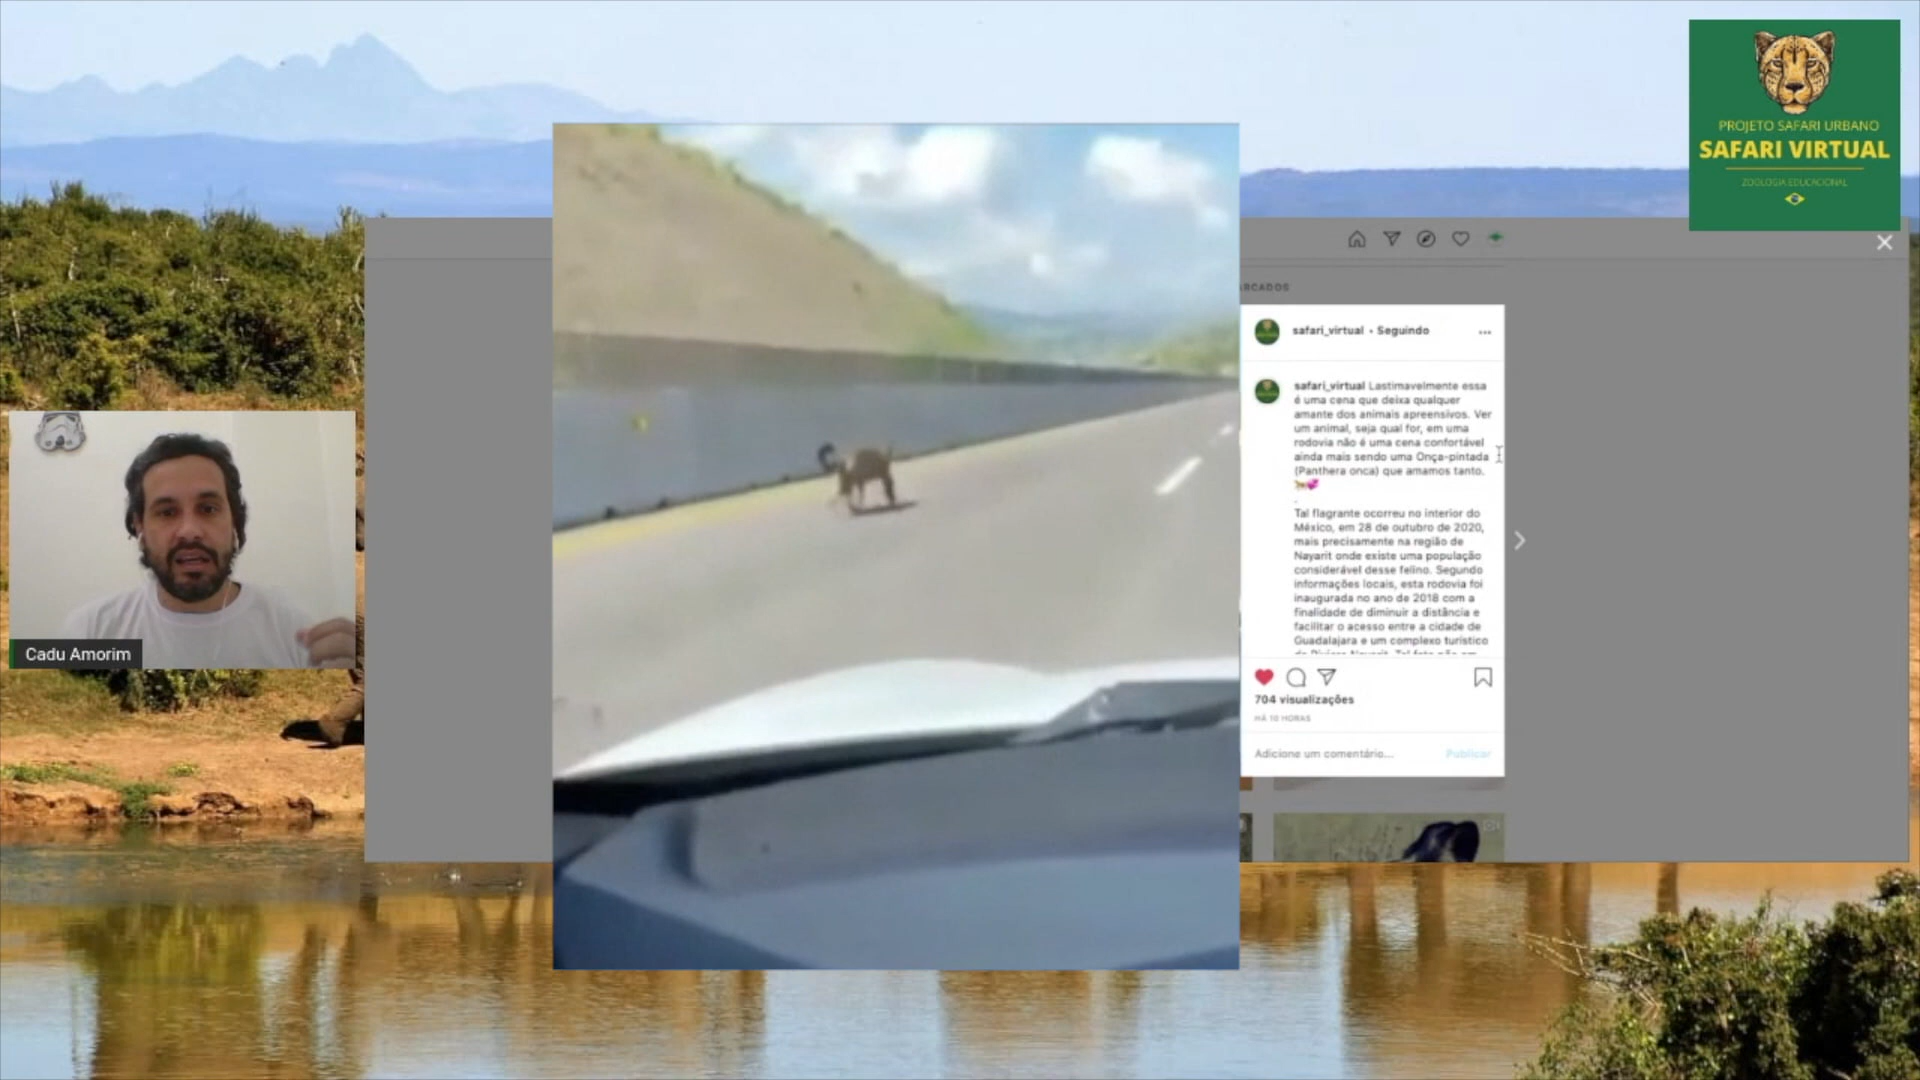 PROJETO SAFARI URBANO
SAFARI VIRTUAL
ZOOLOGIA EDUCACIONAL
ARCADOS
safari_virtual • Seguindo
safari_virtual Lastimavelmente essa
é uma cena que deixa qualquer
amante dos animais apreensivos. Ver
um animal, seja qual for, em uma
rodovia não é uma cena confortável
ainda mais sendo uma Onça-pintada
(Panthera onca) que amamos tanto.
.
Tal flagrante ocorreu no interior do
México, em 28 de outubro de 2020,
mais precisamente na região de
Nayarit onde existe uma população
considerável desse felino. Segundo
informações locais, esta rodovia foi
inaugurada no ano de 2018 com a
finalidade de diminuir a distância e
facilitar o acesso entre a cidade de
Guadalajara e um complexo turístico
704 visualizações
HÁ 10 HORAS
Adicione um comentário... Publicar
Cadu Amorim